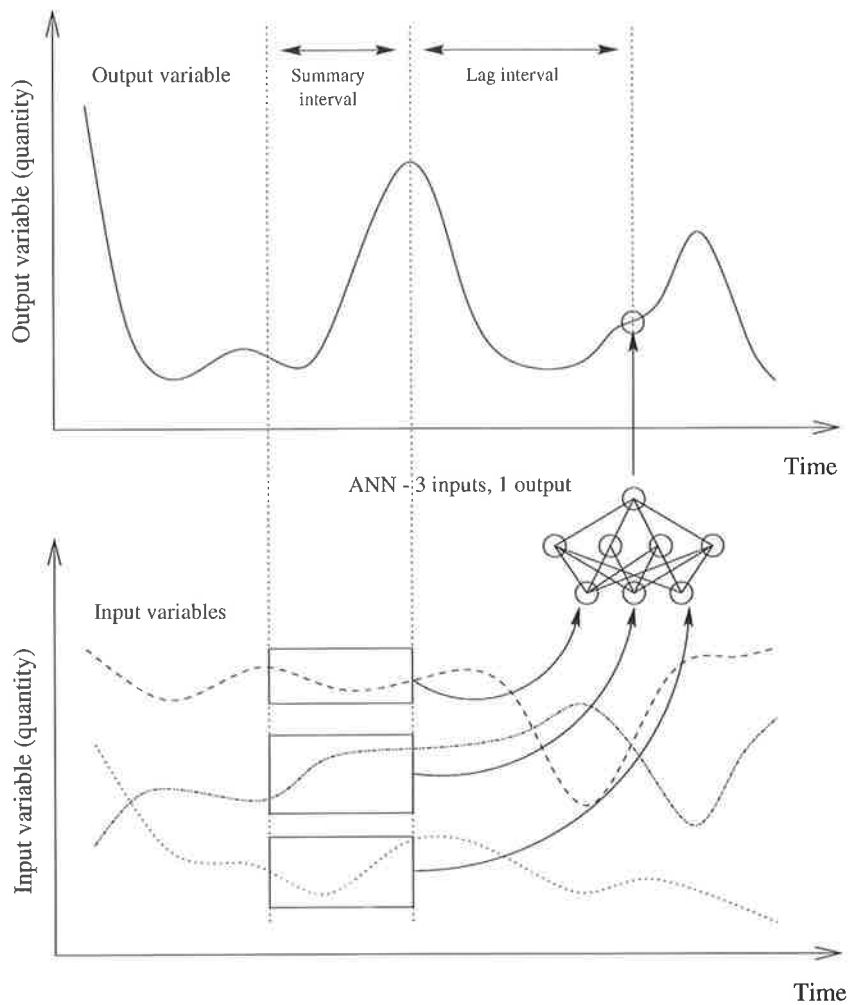 Output variable
Summary
interval
Lag interval
Output variable (quantity)
Time
ANN - 3 inputs, 1 output
Input variables
Input variable (quantity)
Time